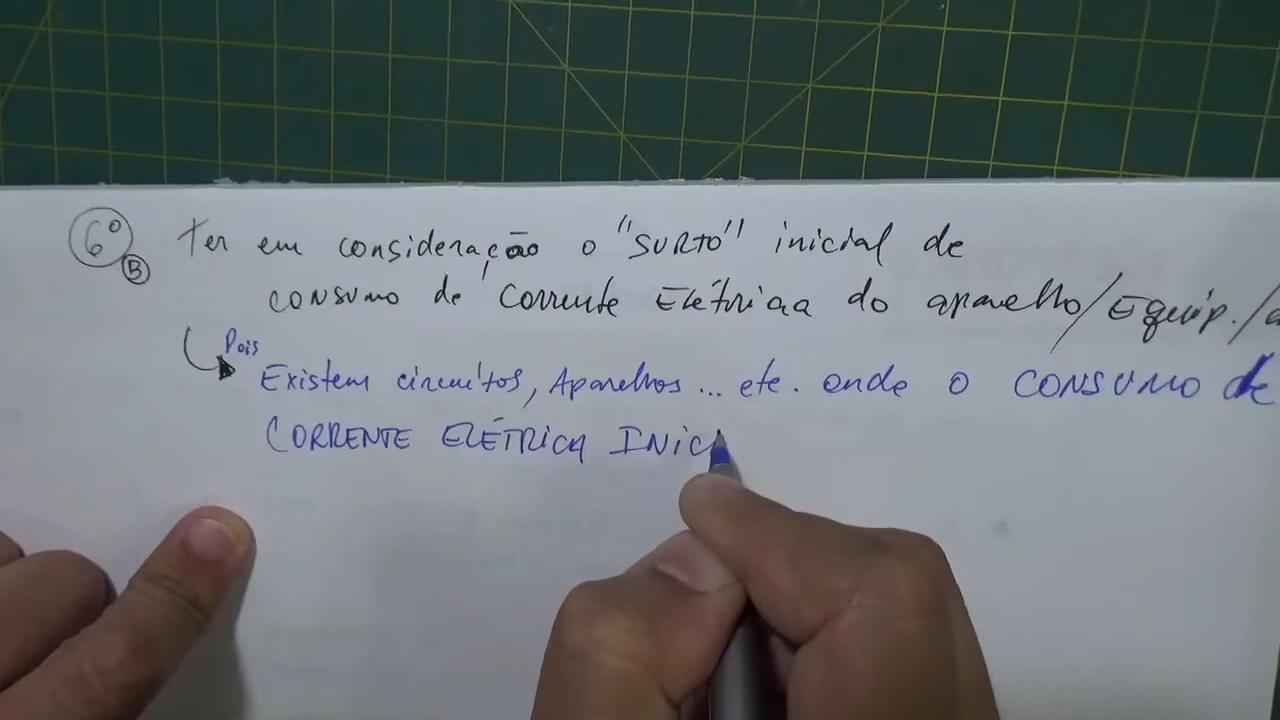 6º B Ter em consideração o "SURTO" inicial de
consumo de corrente Elétrica do aparelho/Equip./
Pois
Existem circuitos, Aparelhos ... etc. onde o CONSUMO de
CORRENTE ELÉTRICA INIC